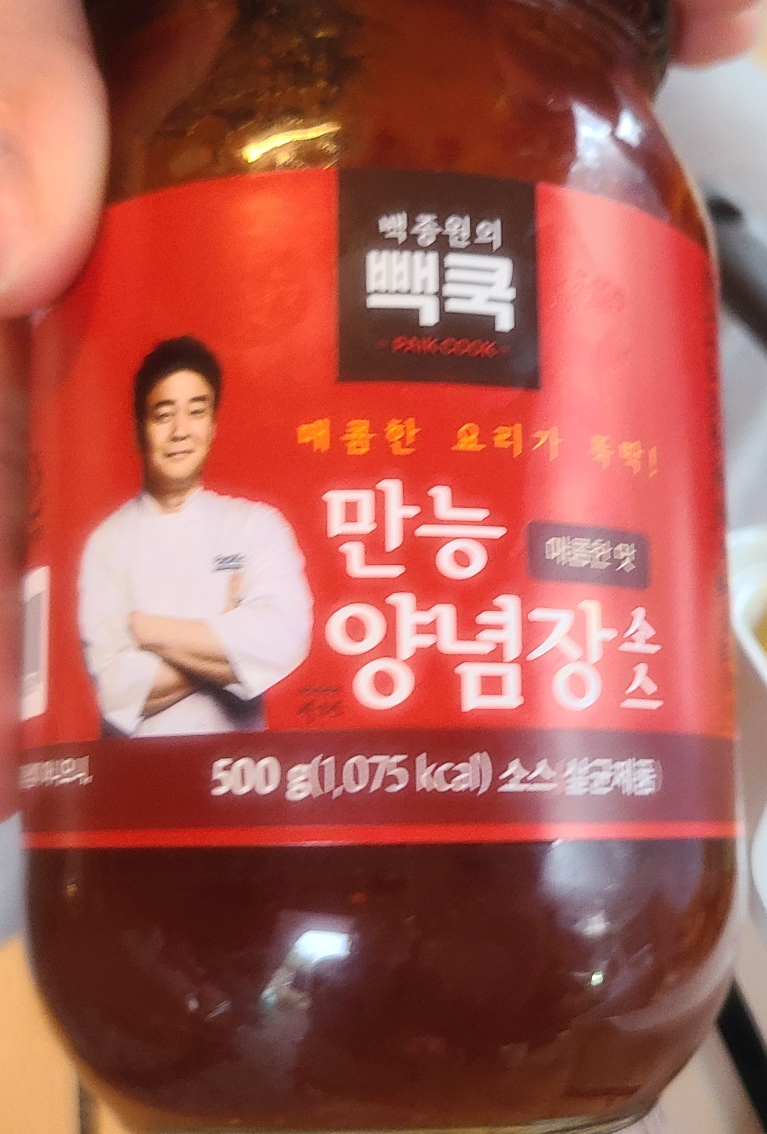 백종원의
빽쿡
- PAIK COOK -
매콤한 요리가 뚝딱!
만능
매콤한맛
양념장
소스
500 g(1,075 kcal) 소스(살균제품)